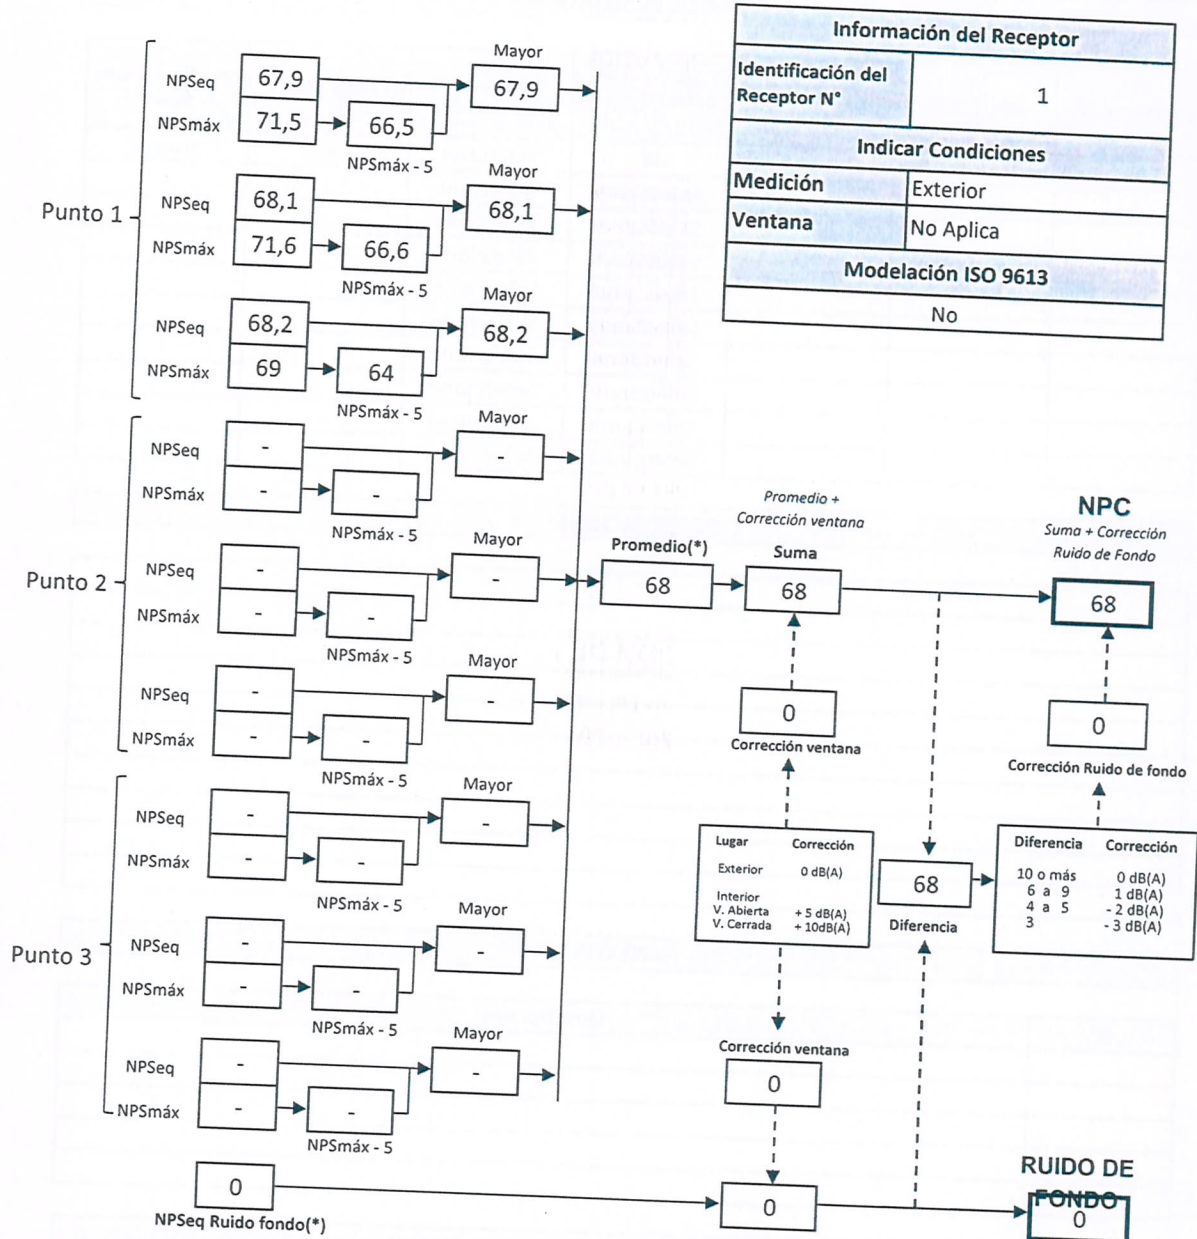 Información del Receptor
Identificación del
Receptor N°
1
Indicar Condiciones
Medición
Exterior
Ventana
No Aplica
Modelación ISO 9613
No
Punto 1
Mayor
NPSeq
67,9
67,9
NPSmáx
71,5
66,5
NPSmáx - 5
Mayor
NPSeq
68,1
68,1
NPSmáx
71,6
66,6
NPSmáx - 5
Mayor
NPSeq
68,2
68,2
NPSmáx
69
64
NPSmáx - 5
Punto 2
Mayor
NPSeq
-
-
NPSmáx
-
-
NPSmáx - 5
Mayor
NPSeq
-
-
NPSmáx
-
-
NPSmáx - 5
Mayor
NPSeq
-
-
NPSmáx
-
-
NPSmáx - 5
Punto 3
Mayor
NPSeq
-
-
NPSmáx
-
-
NPSmáx - 5
Mayor
NPSeq
-
-
NPSmáx
-
-
NPSmáx - 5
Mayor
NPSeq
-
-
NPSmáx
-
-
NPSmáx - 5
Promedio(*)
68
Promedio +
Corrección ventana
Suma
68
NPC
Suma + Corrección
Ruido de Fondo
68
0
Corrección ventana
0
Corrección Ruido de fondo
Lugar Corrección
Exterior 0 dB(A)
Interior
V. Abierta + 5 dB(A)
V. Cerrada + 10dB(A)
68
Diferencia
Diferencia Corrección
10 o más 0 dB(A)
6 a 9 1 dB(A)
4 a 5 - 2 dB(A)
3 - 3 dB(A)
Corrección ventana
0
0
NPSeq Ruido fondo(*)
0
RUIDO DE
FONDO
0